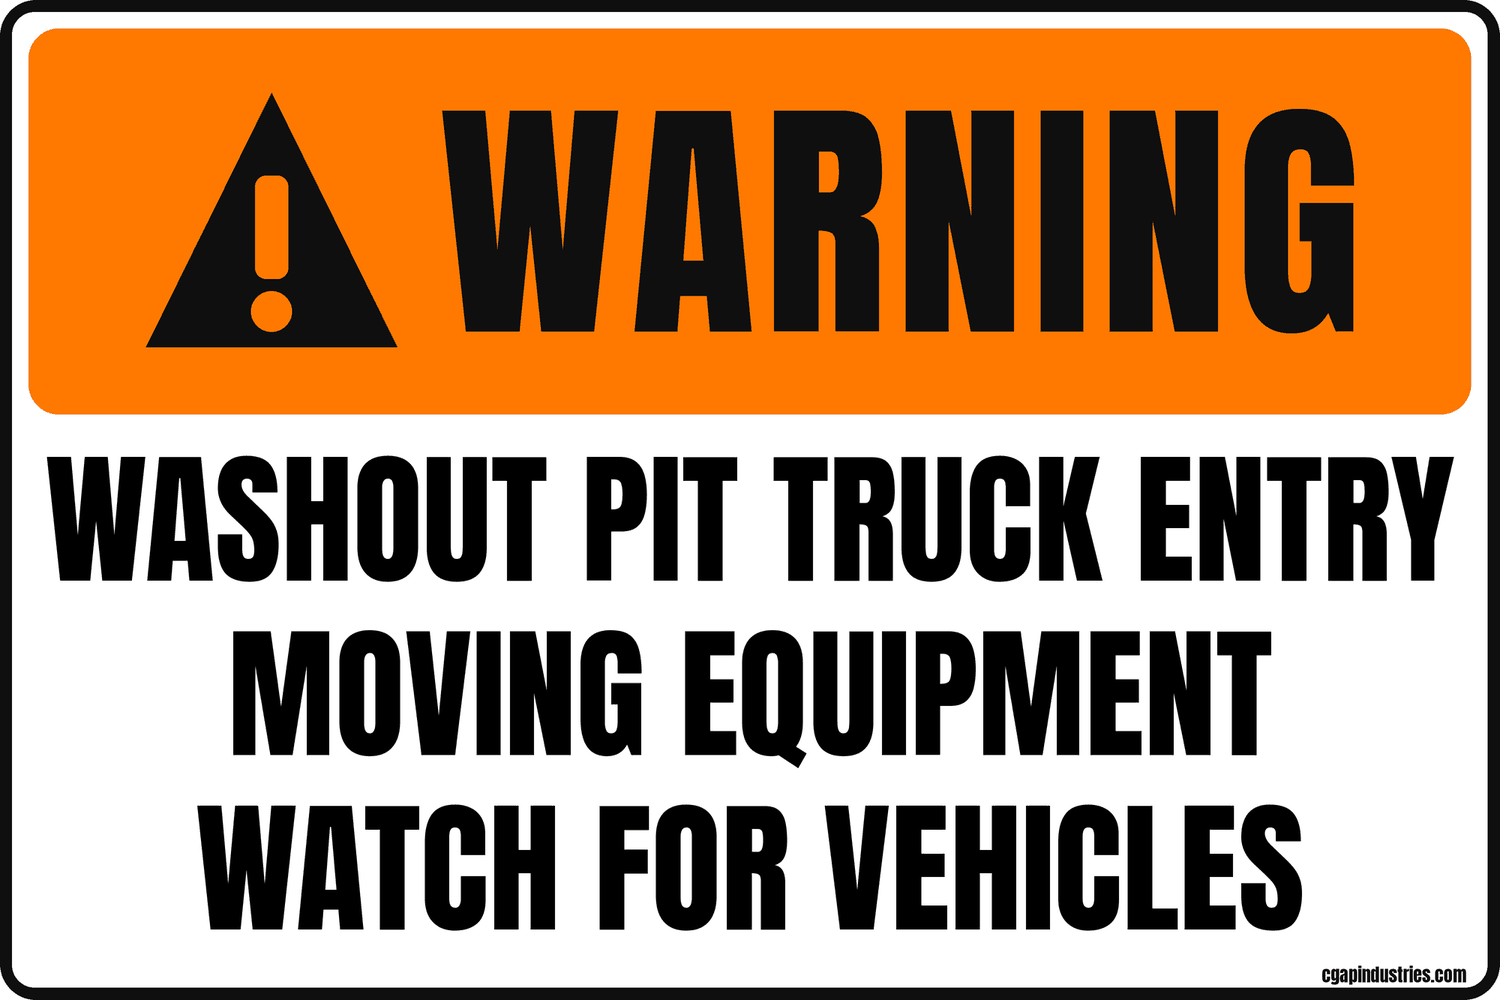 WARNING
WASHOUT PIT TRUCK ENTRY
MOVING EQUIPMENT
WATCH FOR VEHICLES
cgapindustries.com